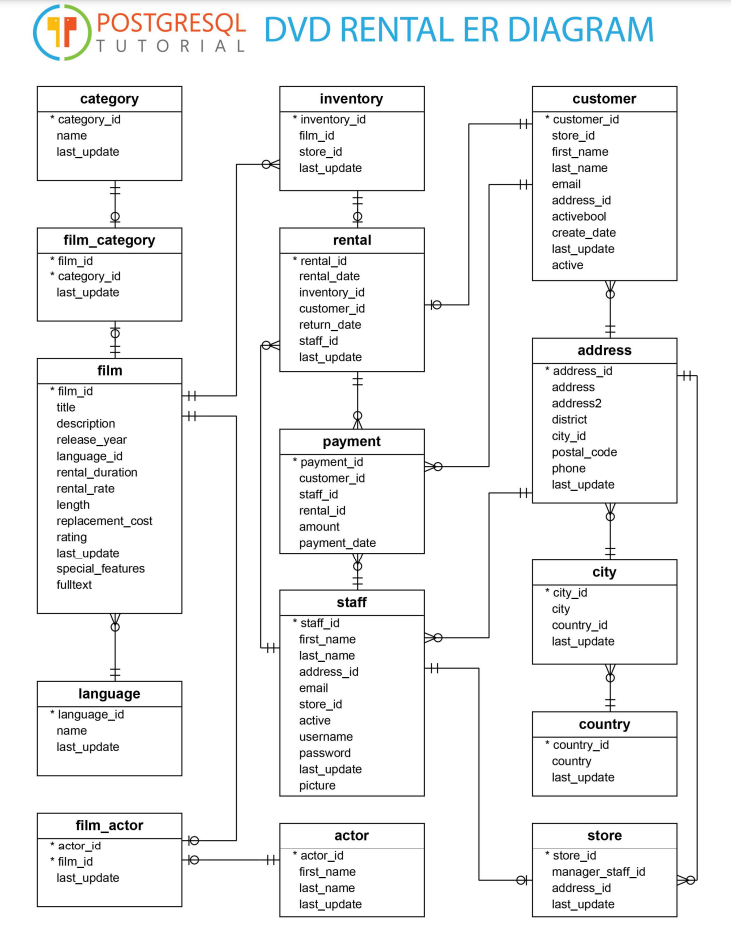 POSTGRESQL
TUTORIAL
DVD RENTAL ER DIAGRAM
category
* category_id
name
last_update
film_category
* film_id
* category_id
last_update
film
* film_id
title
description
release_year
language_id
rental_duration
rental_rate
length
replacement_cost
rating
last_update
special_features
fulltext
language
* language_id
name
last_update
film_actor
* actor_id
* film_id
last_update
inventory
* inventory_id
film_id
store_id
last_update
rental
* rental_id
rental_date
inventory_id
customer_id
return_date
staff_id
last_update
payment
* payment_id
customer_id
staff_id
rental_id
amount
payment_date
staff
* staff_id
first_name
last_name
address_id
email
store_id
active
username
password
last_update
picture
actor
* actor_id
first_name
last_name
last_update
customer
* customer_id
store_id
first_name
last_name
email
address_id
activebool
create_date
last_update
active
address
* address_id
address
address2
district
city_id
postal_code
phone
last_update
city
* city_id
city
country_id
last_update
country
* country_id
country
last_update
store
* store_id
manager_staff_id
address_id
last_update